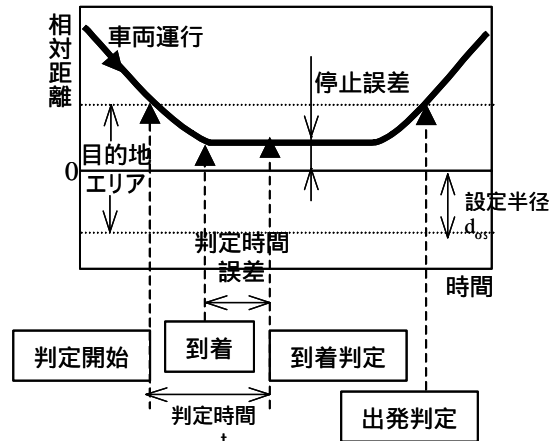 相対距離
車両運行
停止誤差
目的地
エリア
0
設定半径
dos
判定時間
誤差
時間
判定開始
到着
到着判定
判定時間
t
出発判定